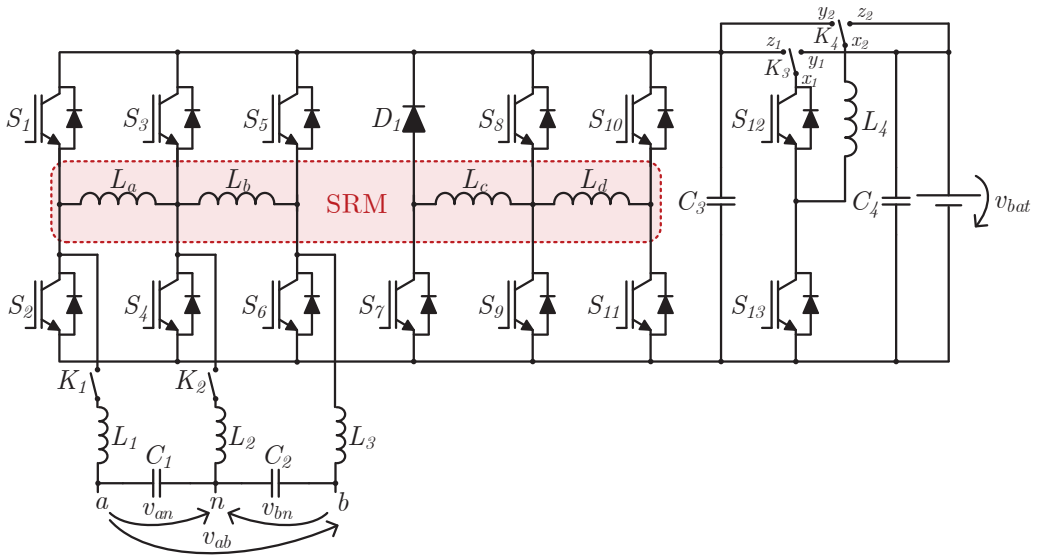 y2 z2
K4 x2
z1 y1
K3 x1
S1 S3 S5 D1 S8 S10 S12 L4
La Lb SRM Lc Ld
C3 C4 vbat
S2 S4 S6 S7 S9 S11 S13
K1 K2
L1 L2 L3
C1 C2
a n b
van vbn
vab